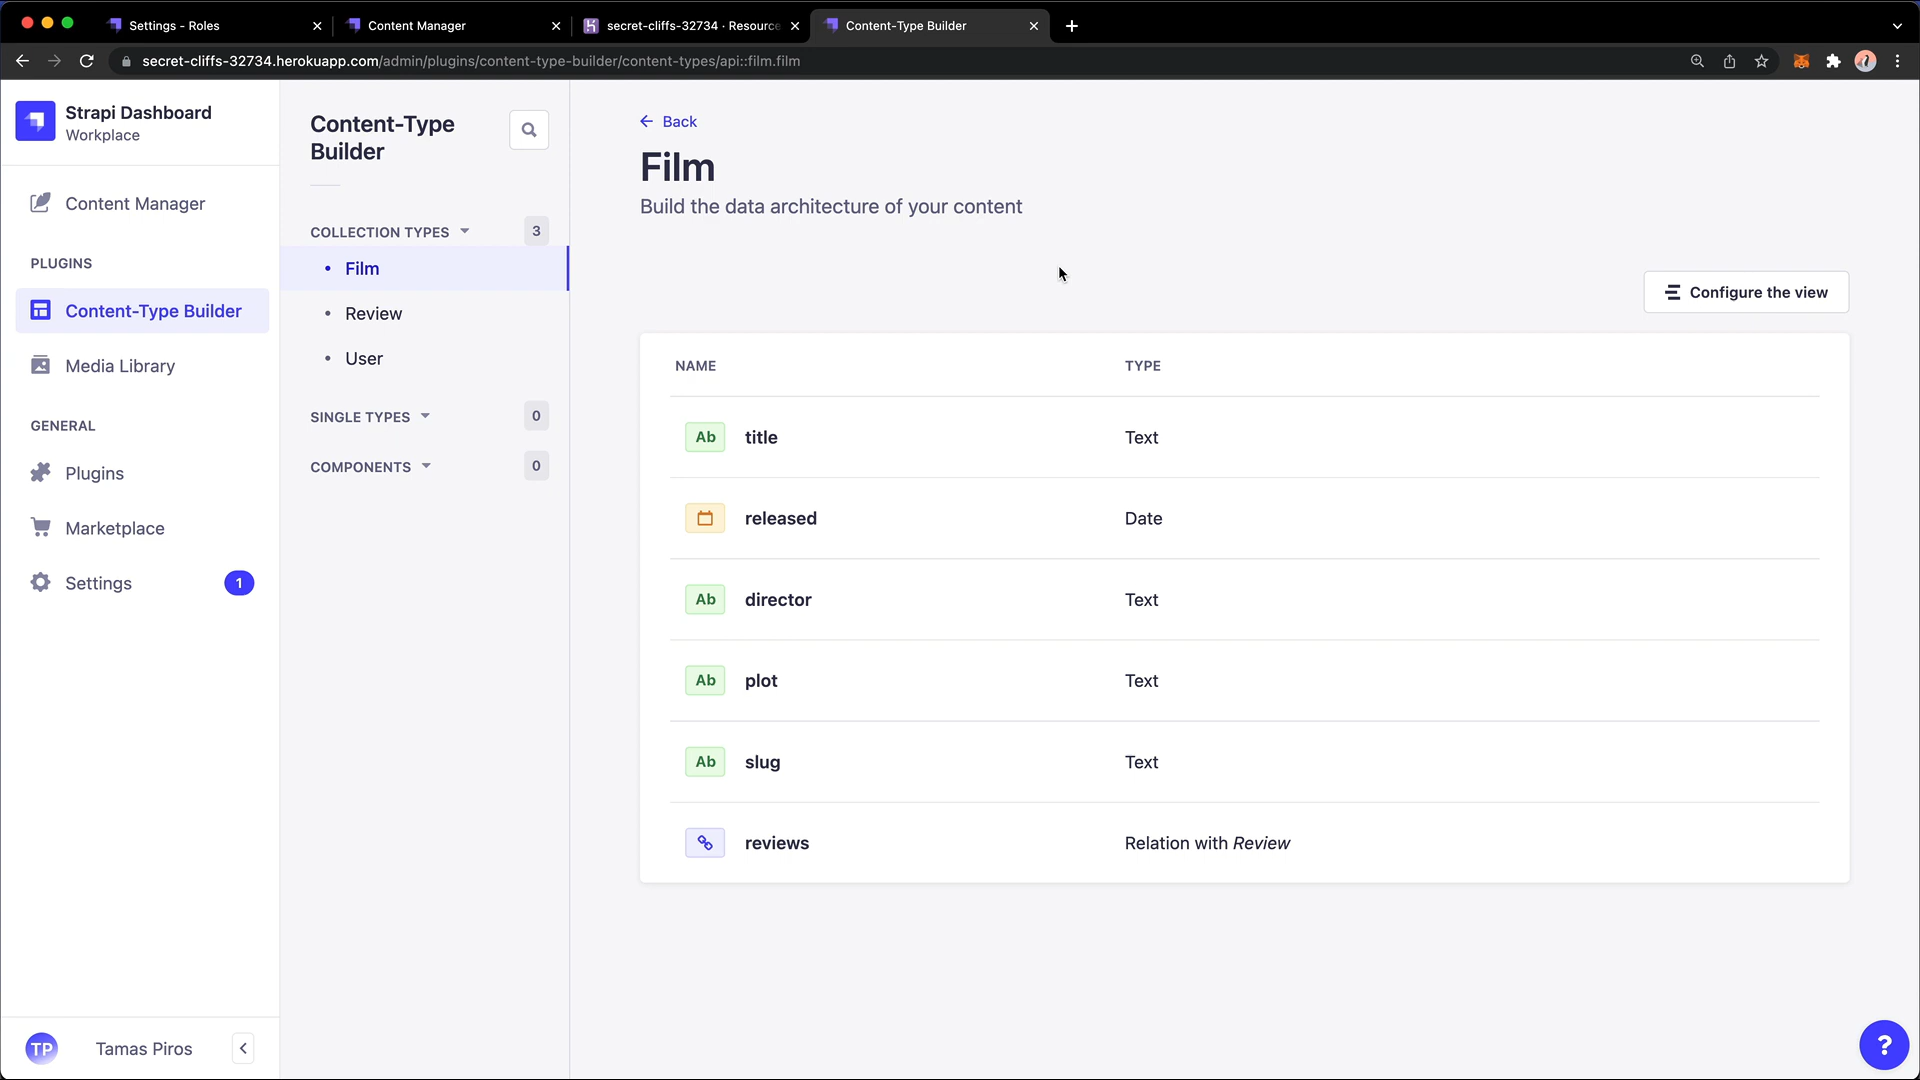 Settings - Roles
Content Manager
secret-cliffs-32734 · Resource
Content-Type Builder
secret-cliffs-32734.herokuapp.com/admin/plugins/content-type-builder/content-types/api::film.film
Strapi Dashboard
Workplace
Content Manager
PLUGINS
Content-Type Builder
Media Library
GENERAL
Plugins
Marketplace
Settings
1
TP
Tamas Piros
Content-Type
Builder
COLLECTION TYPES
3
Film
Review
User
SINGLE TYPES
0
COMPONENTS
0
Back
Film
Build the data architecture of your content
Configure the view
NAME TYPE
Ab title Text
released Date
Ab director Text
Ab plot Text
Ab slug Text
reviews Relation with Review
?